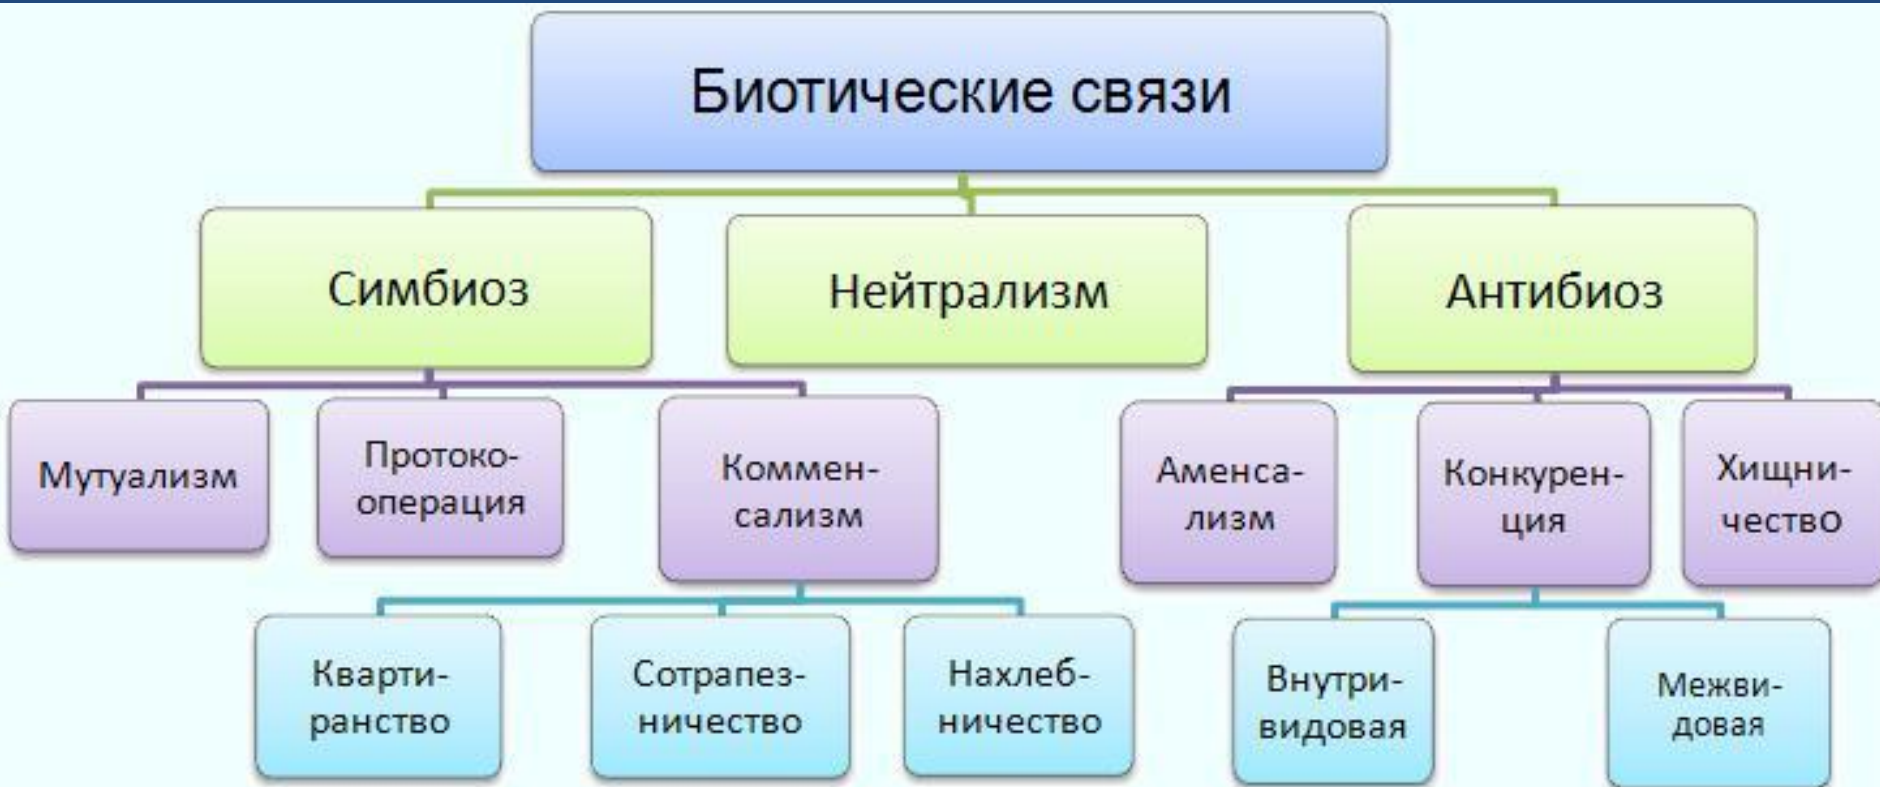 Биотические связи
Симбиоз
Нейтрализм
Антибиоз
Мутуализм
Протоко-
операция
Коммен-
сализм
Аменса-
лизм
Конкурен-
ция
Хищни-
чество
Кварти-
ранство
Сотрапез-
ничество
Нахлеб-
ничество
Внутри-
видовая
Межви-
довая